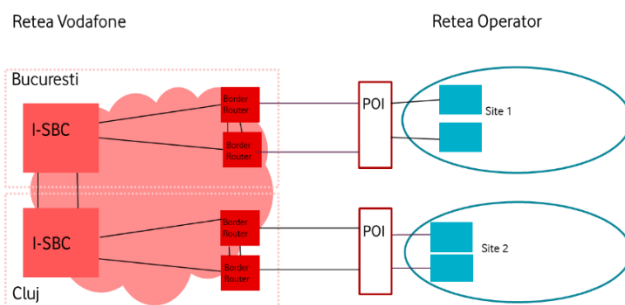 Retea Vodafone
Retea Operator
Bucuresti
I-SBC
Border
Router
Border
Router
POI
Site 1
I-SBC
Border
Router
Border
Router
POI
Site 2
Cluj